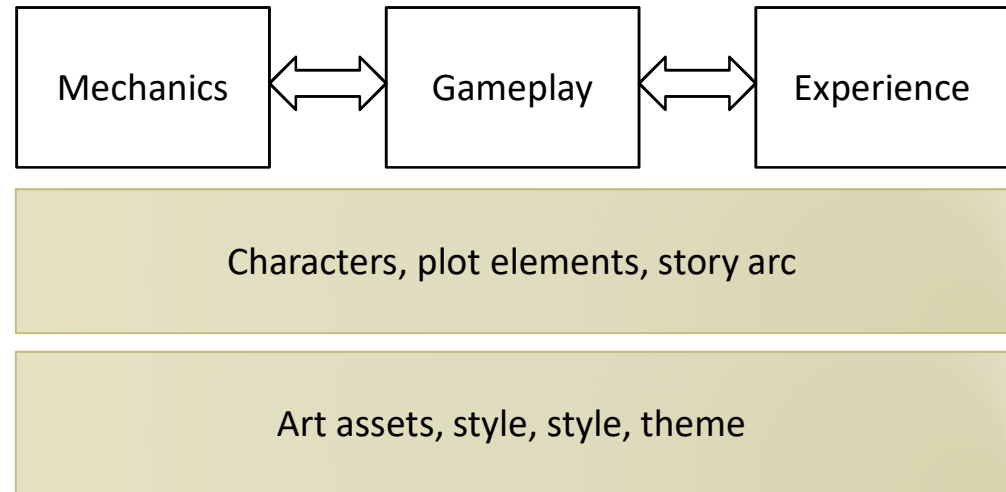 Mechanics
Gameplay
Experience
Characters, plot elements, story arc
Art assets, style, style, theme